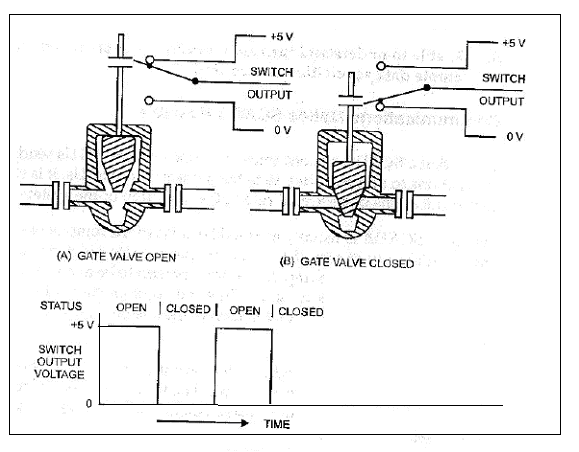 +5 V
SWITCH
OUTPUT
0 V
+5 V
SWITCH
OUTPUT
0 V
(A) GATE VALVE OPEN
(B) GATE VALVE CLOSED
STATUS OPEN CLOSED OPEN CLOSED
+5 V
SWITCH
OUTPUT
VOLTAGE
0
TIME